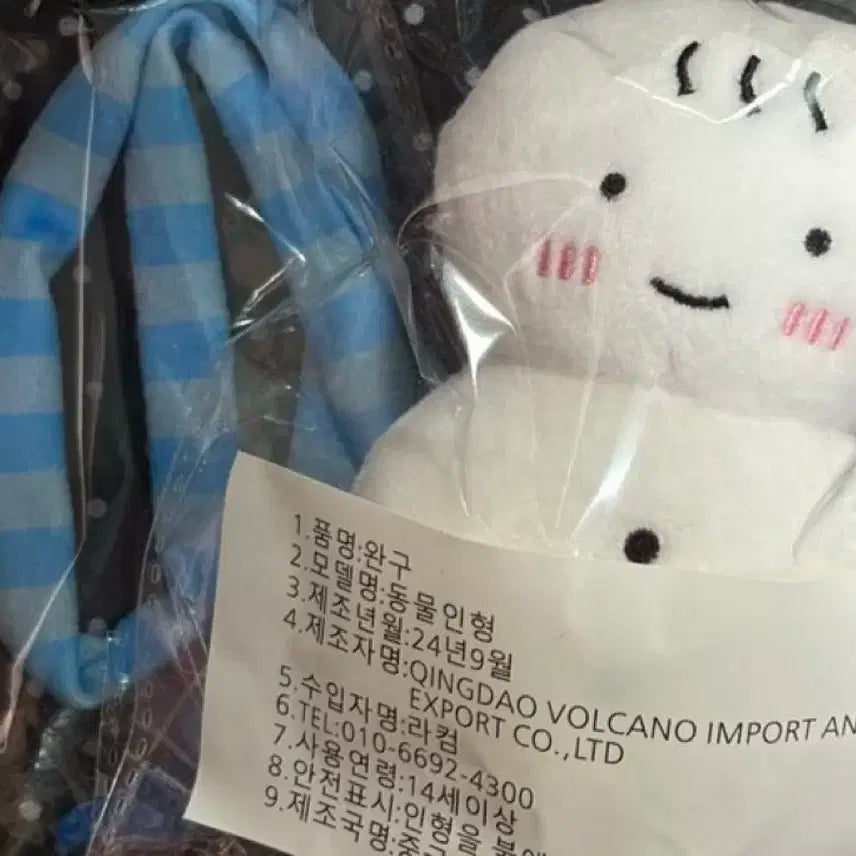 1.품명:완구
2.모델명:동물인형
3.제조년월:24년9월
4.제조자명:QINGDAO VOLCANO IMPORT AN
EXPORT CO.,LTD
5.수입자명:라컴
6.TEL:010-6692-4300
7.사용연령:14세이상
8.안전표시:인형을
9.제조국명:중